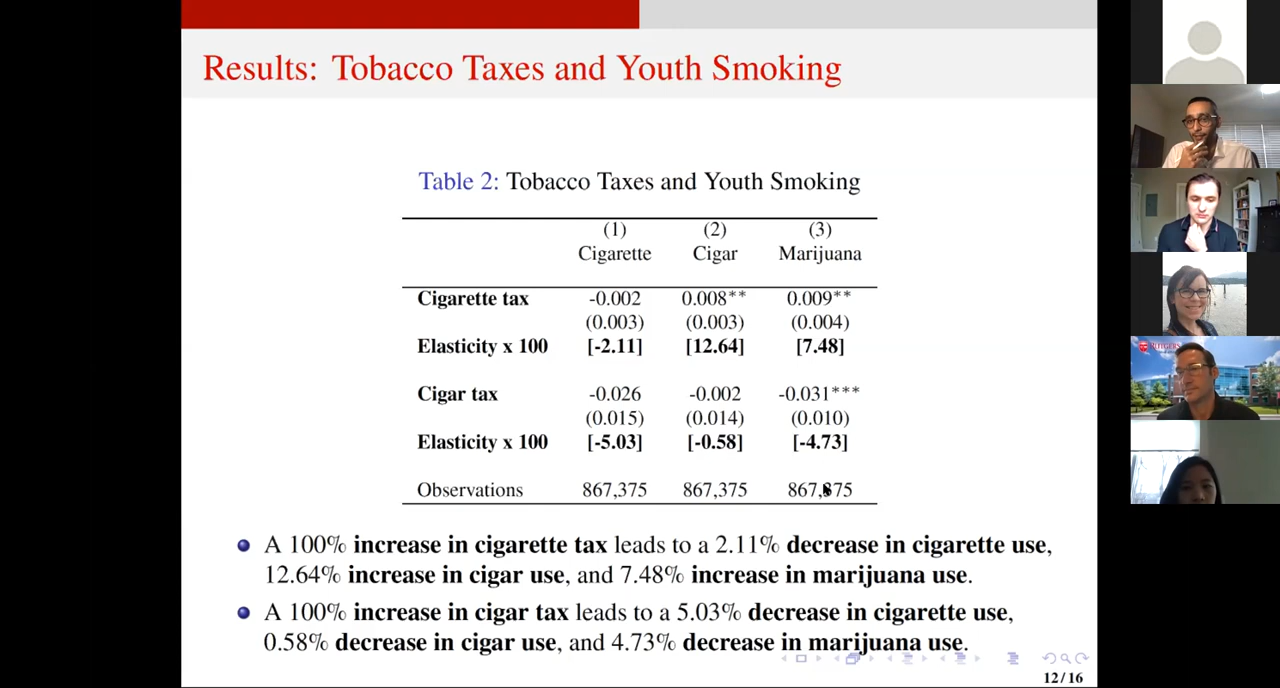 Results: Tobacco Taxes and Youth Smoking
Table 2: Tobacco Taxes and Youth Smoking
(1) (2) (3)
Cigarette Cigar Marijuana
Cigarette tax -0.002 0.008** 0.009**
(0.003) (0.003) (0.004)
Elasticity x 100 [-2.11] [12.64] [7.48]
Cigar tax -0.026 -0.002 -0.031***
(0.015) (0.014) (0.010)
Elasticity x 100 [-5.03] [-0.58] [-4.73]
Observations 867,375 867,375 867,375
A 100% increase in cigarette tax leads to a 2.11% decrease in cigarette use,
12.64% increase in cigar use, and 7.48% increase in marijuana use.
A 100% increase in cigar tax leads to a 5.03% decrease in cigarette use,
0.58% decrease in cigar use, and 4.73% decrease in marijuana use.
12/16
RUTGERS